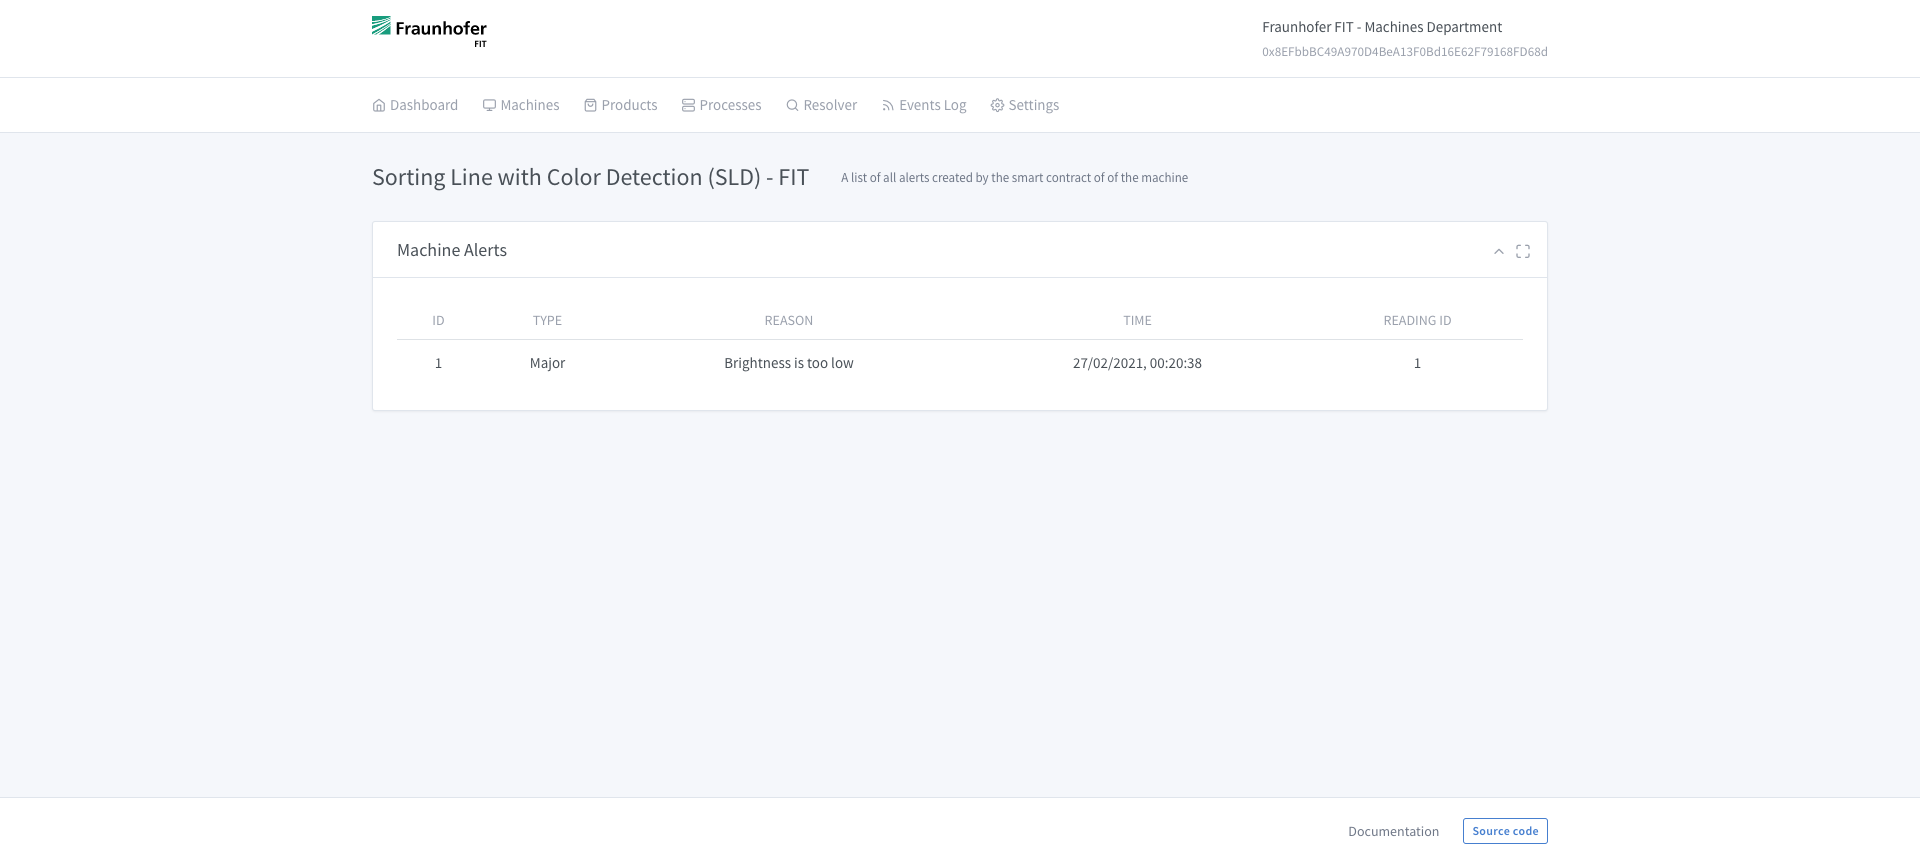 Fraunhofer
FIT
Fraunhofer FIT - Machines Department
0x8EFbbBC49A970D4BeA13F0Bd16E62F79168FD68d
Dashboard Machines Products Processes Resolver Events Log Settings
Sorting Line with Color Detection (SLD) - FIT A list of all alerts created by the smart contract of of the machine
Machine Alerts
ID TYPE REASON TIME READING ID
1 Major Brightness is too low 27/02/2021, 00:20:38 1
Documentation Source code